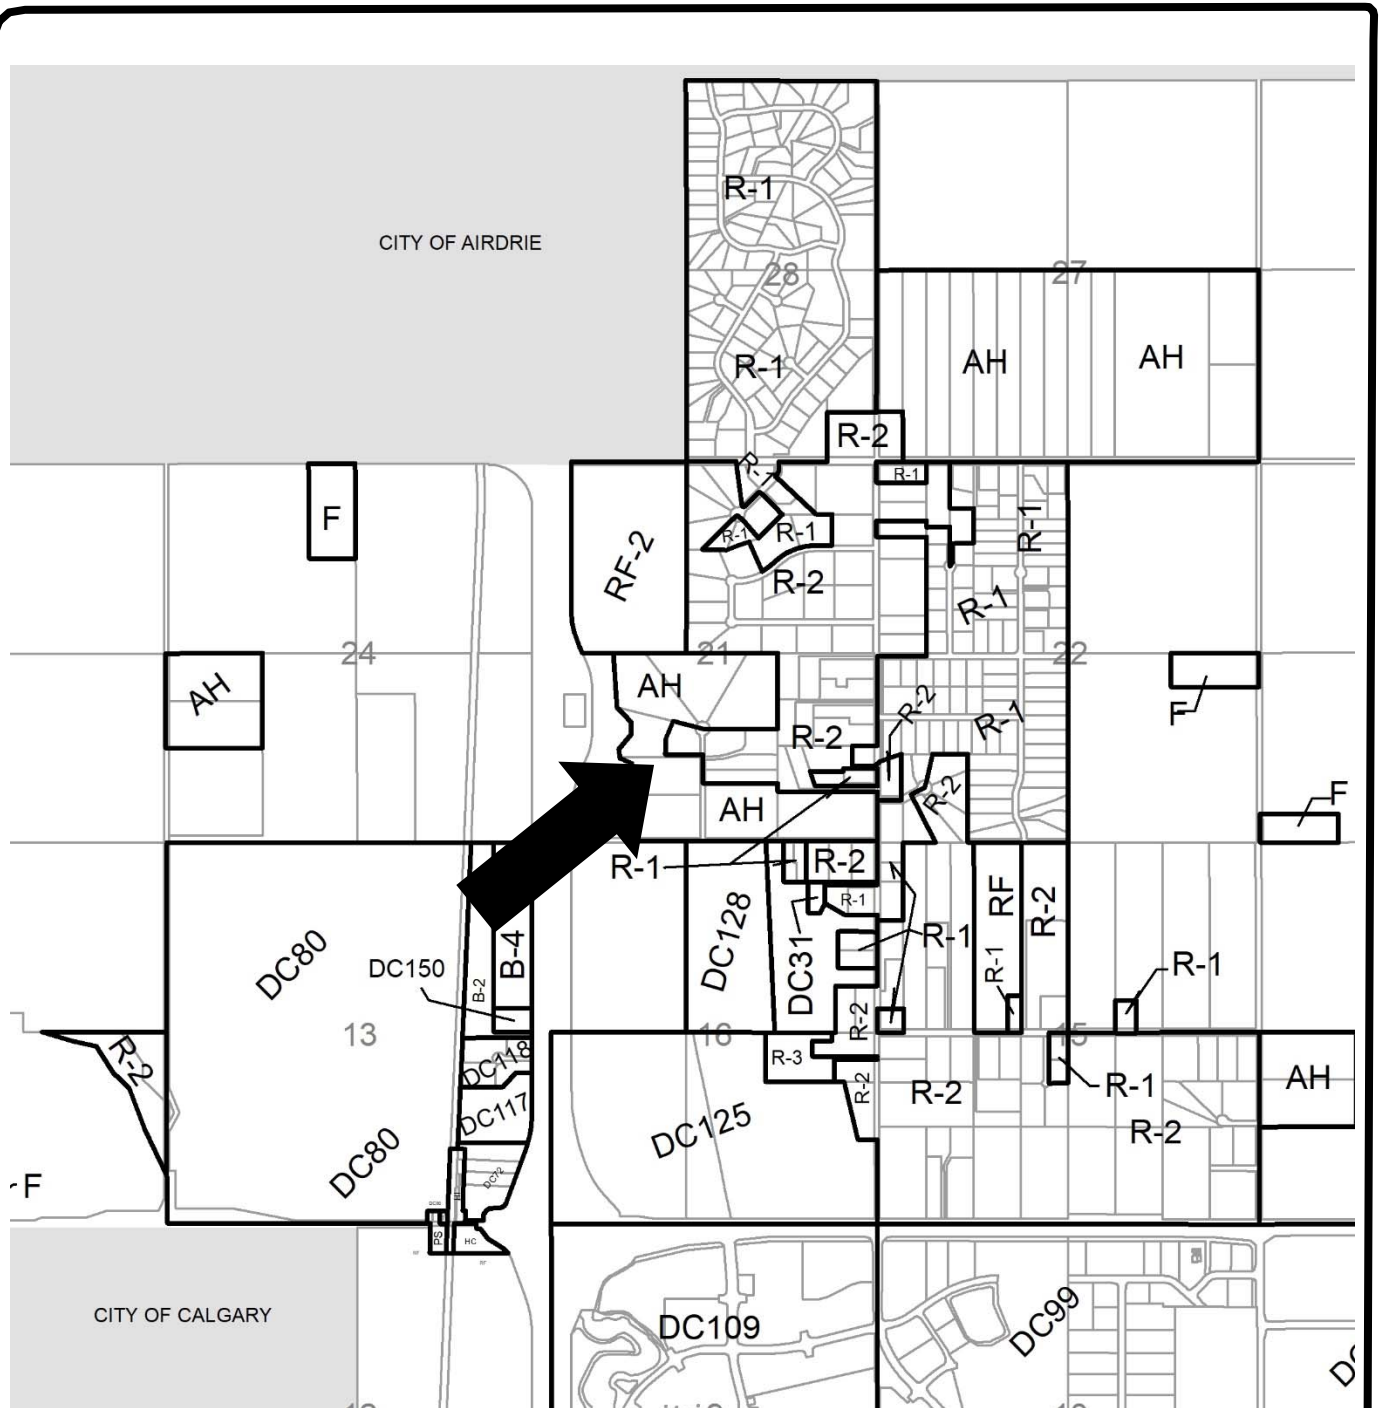 R-1
CITY OF AIRDRIE
28
27
R-1
AH
AH
R-2
R-1
F
R-1
R-1
R-1
RF-2
R-2
R-1
24
21
22
AH
AH
R-2
F
R-1
R-2
R-2
F
AH
R-1
R-2
RF
R-2
R-1
DC128
DC31
R-1
B-4
DC80
DC150
B-2
R-1
R-1
R-2
13
16
15
R-2
DC118
R-3
R-2
R-2
R-1
AH
DC117
DC125
R-2
DC80
DC72
F
PS
HC
CITY OF CALGARY
DC109
DC99